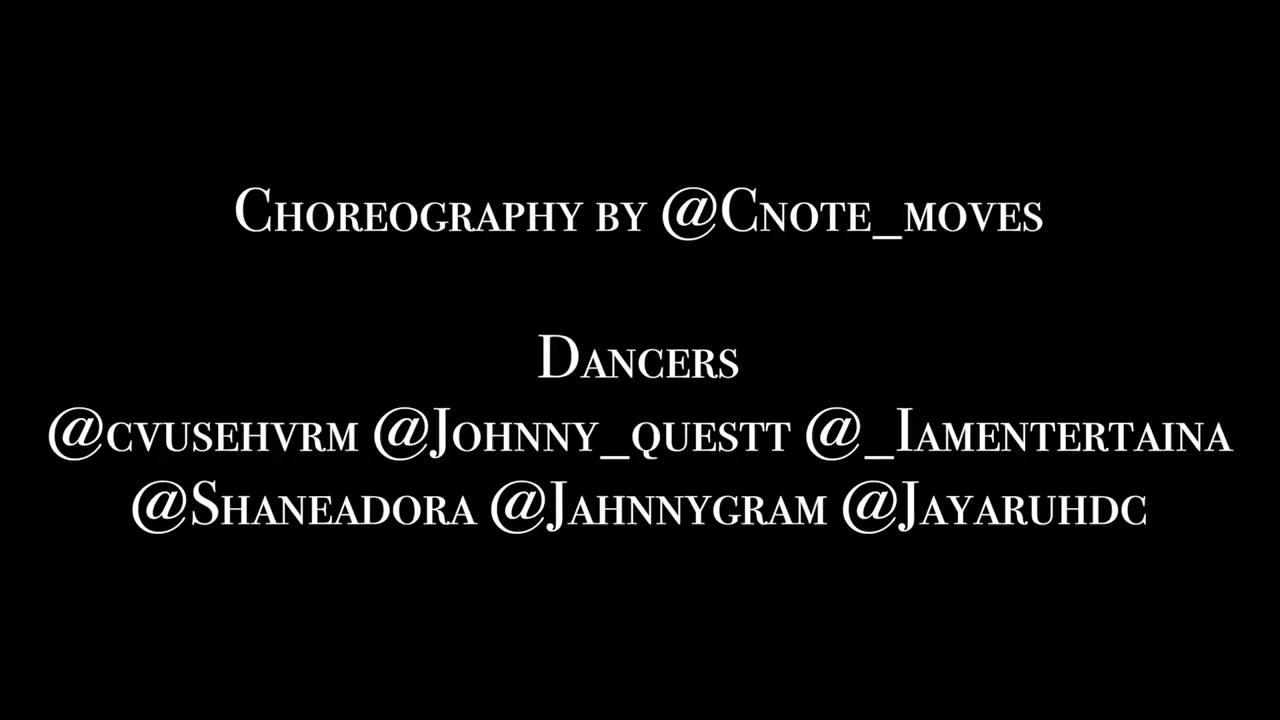 Choreography by @Cnote_moves
Dancers
@cvusehvrm @Johnny_questt @_Iamentertaina
@Shaneadora @Jahnnygram @Jayaruhdc